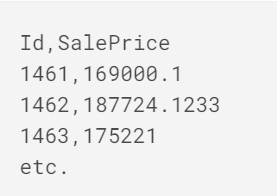 Id,SalePrice
1461,169000.1
1462,187724.1233
1463,175221
etc.